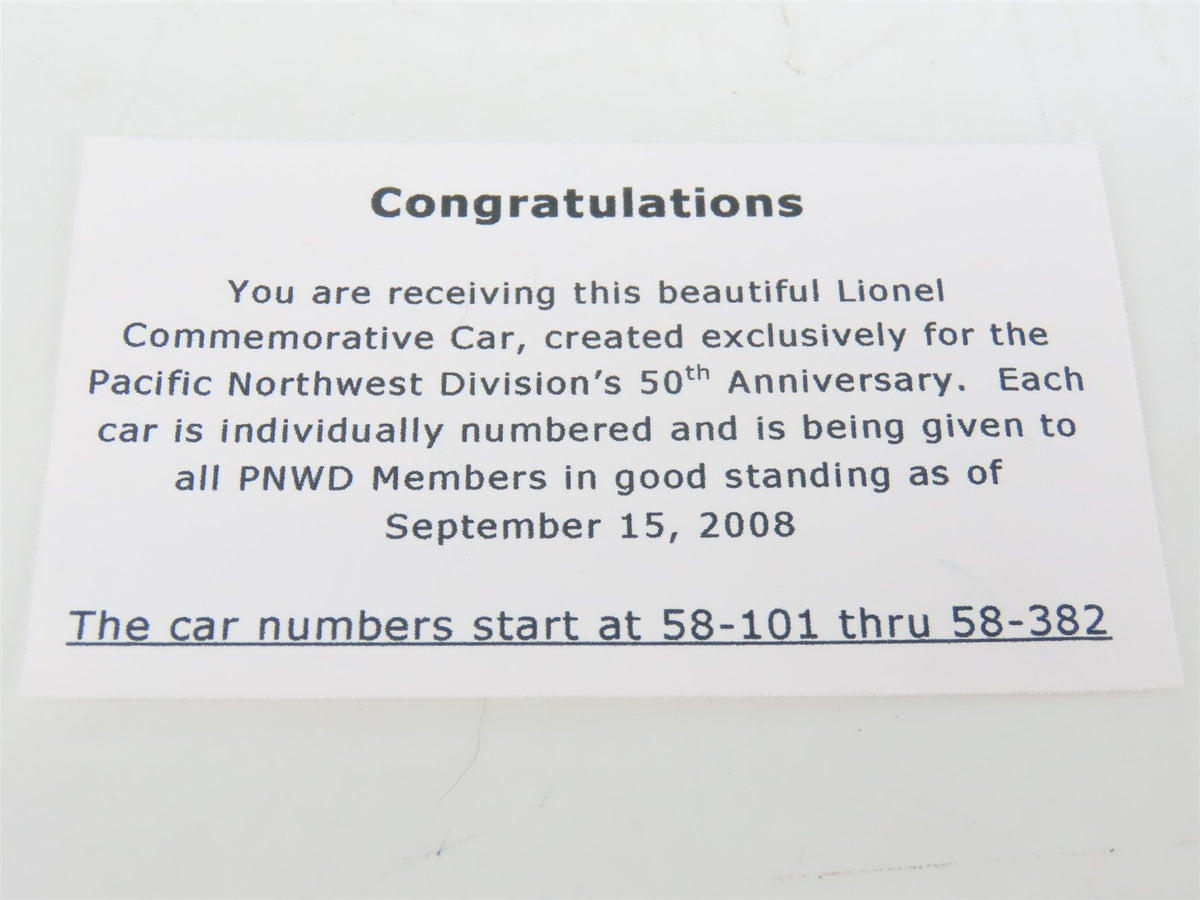 Congratulations
You are receiving this beautiful Lionel
Commemorative Car, created exclusively for the
Pacific Northwest Division's 50th Anniversary.  Each
car is individually numbered and is being given to
all PNWD Members in good standing as of
September 15, 2008
The car numbers start at 58-101 thru 58-382